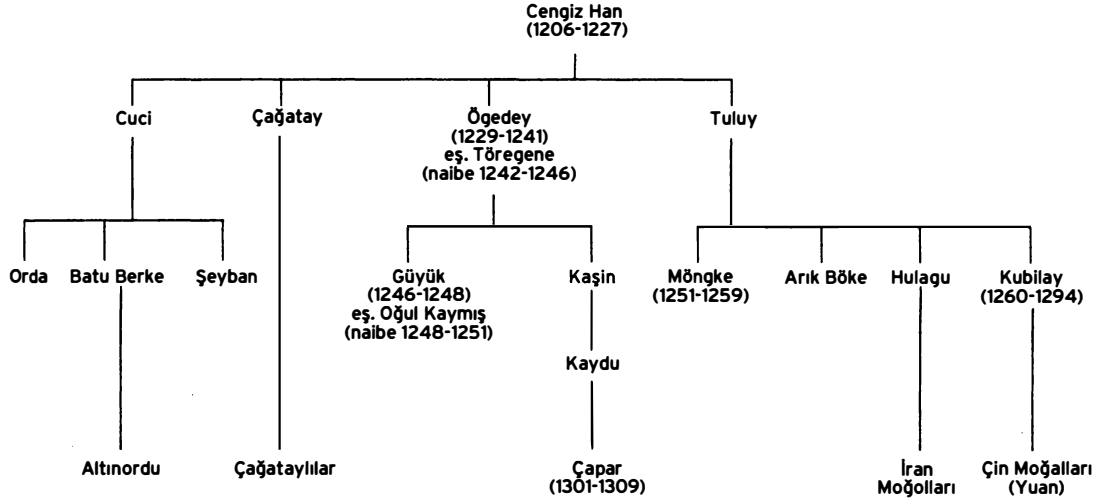 Cengiz Han
(1206-1227)
Cuci
Çağatay
Ögedey
(1229-1241)
eş. Töregene
(naibe 1242-1246)
Tuluy
Orda
Batu Berke
Şeyban
Güyük
(1246-1248)
eş. Oğul Kaymış
(naibe 1248-1251)
Kaşin
Möngke
(1251-1259)
Arık Böke
Hulagu
Kubilay
(1260-1294)
Kaydu
Altınordu
Çağataylılar
Çapar
(1301-1309)
İran
Moğolları
Çin Moğalları
(Yuan)